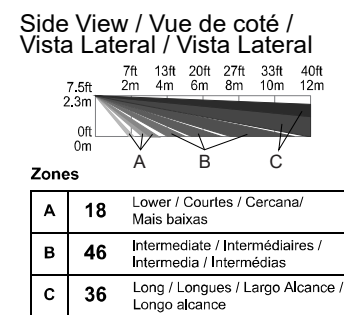 Side View / Vue de coté /
Vista Lateral / Vista Lateral
7ft 13ft 20ft 27ft 33ft 40ft
7.5ft 2m 4m 6m 8m 10m 12m
2.3m
0ft
0m
A B C
Zones
A 18 Lower / Courtes / Cercana/
Mais baixas
B 46 Intermediate / Intermédiaires /
Intermedia / Intermédias
C 36 Long / Longues / Largo Alcance /
Longo alcance